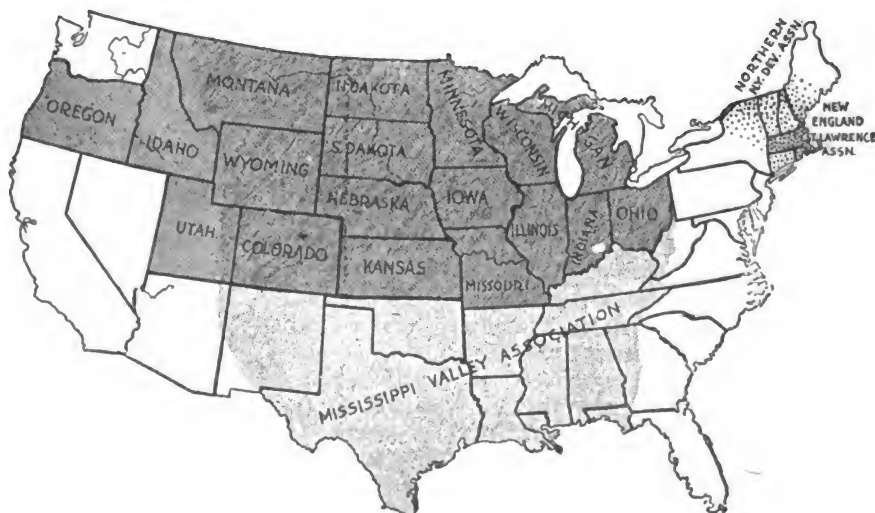 NORTHERN
N.Y. DEV. ASSN.
NEW
ENGLAND
ST. LAWRENCE
ASSN.
MONTANA
N. DAKOTA
MINNESOTA
OREGON
IDAHO
WYOMING
S. DAKOTA
WISCONSIN
NEBRASKA
IOWA
UTAH
COLORADO
KANSAS
ILLINOIS
INDIANA
OHIO
MISSOURI
MISSISSIPPI VALLEY ASSOCIATION